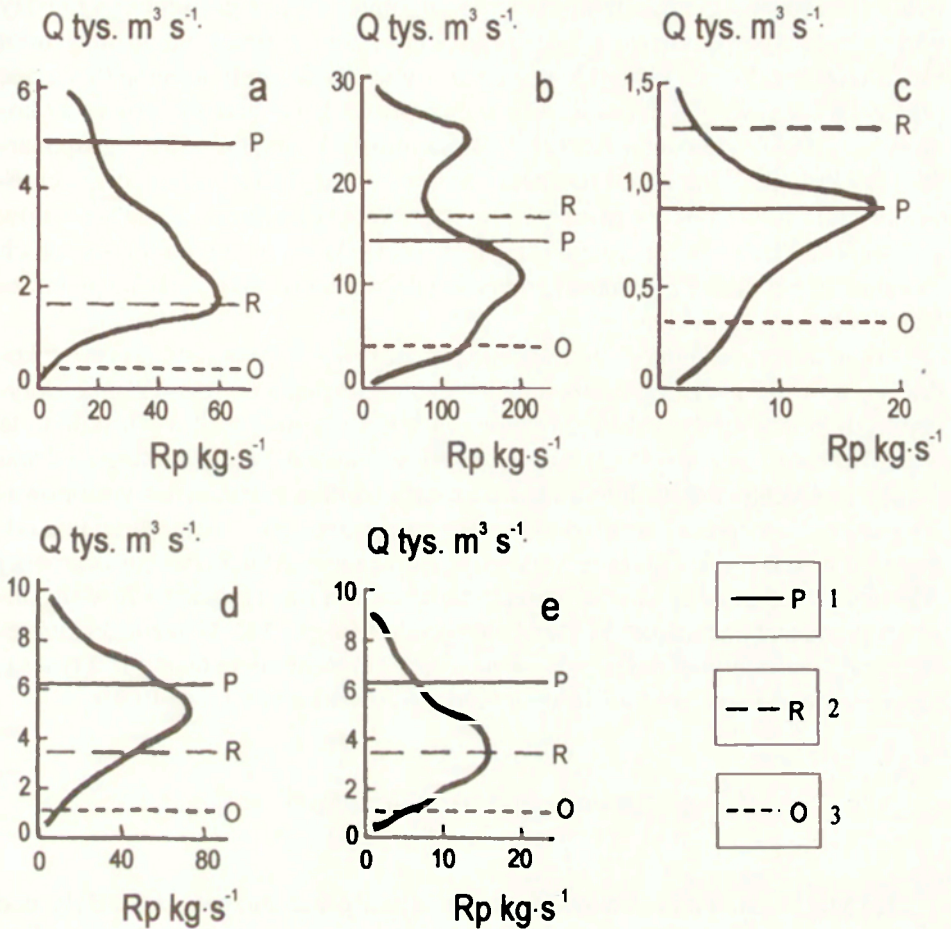 Q tys. m³ s⁻¹
Q tys. m³ s⁻¹
Q tys. m³ s⁻¹
a
6
4
2
0
P
R
O
0 20 40 60
Rp kg·s⁻¹
b
30
20
10
0
R
P
O
0 100 200
Rp kg·s⁻¹
c
1,5
1,0
0,5
0
R
P
O
0 10 20
Rp kg·s⁻¹
Q tys. m³ s⁻¹
Q tys. m³ s⁻¹
d
10
8
6
4
2
0
P
R
O
0 40 80
Rp kg·s⁻¹
e
10
8
6
4
2
0
P
R
O
0 10 20
Rp kg·s⁻¹
P 1
R 2
O 3